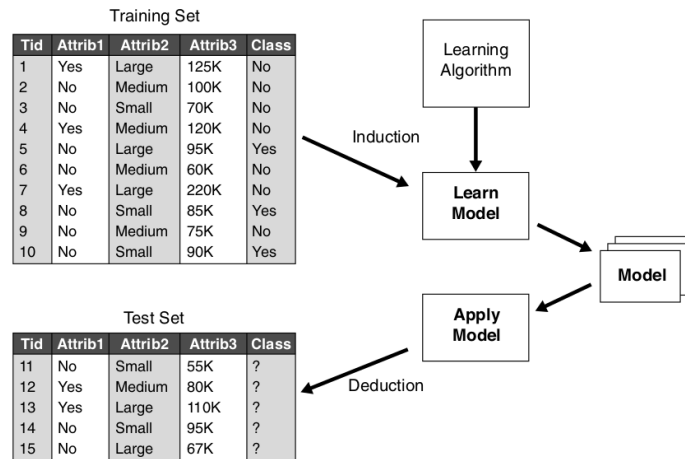 Training Set
Tid Attrib1 Attrib2 Attrib3 Class
1 Yes Large 125K No
2 No Medium 100K No
3 No Small 70K No
4 Yes Medium 120K No
5 No Large 95K Yes
6 No Medium 60K No
7 Yes Large 220K No
8 No Small 85K Yes
9 No Medium 75K No
10 No Small 90K Yes
Learning
Algorithm
Induction
Learn
Model
Model
Apply
Model
Deduction
Test Set
Tid Attrib1 Attrib2 Attrib3 Class
11 No Small 55K ?
12 Yes Medium 80K ?
13 Yes Large 110K ?
14 No Small 95K ?
15 No Large 67K ?